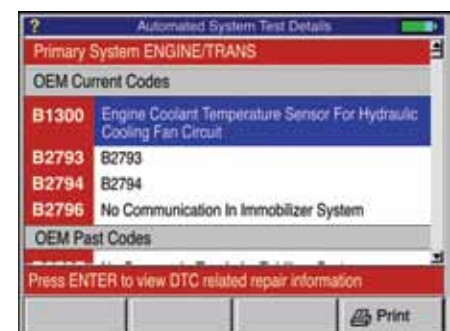 ?
Automated System Test Details
Primary System ENGINE/TRANS
OEM Current Codes
B1300 Engine Coolant Temperature Sensor For Hydraulic
Cooling Fan Circuit
B2793 B2793
B2794 B2794
B2796 No Communication In Immobilizer System
OEM Past Codes
Press ENTER to view DTC related repair information
Print